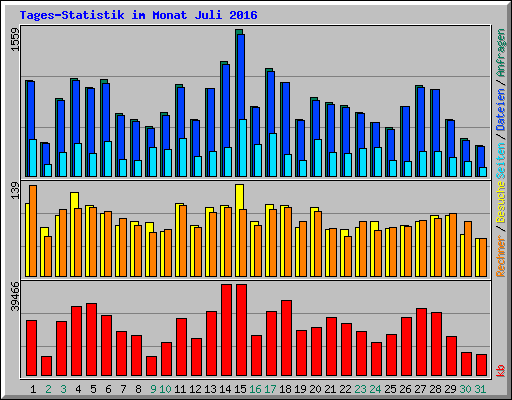 Tages-Statistik im Monat Juli 2016
1559
139
39466
Anfragen / Dateien / Seiten
Besuche / Rechner
kb
1 2 3 4 5 6 7 8 9 10 11 12 13 14 15 16 17 18 19 20 21 22 23 24 25 26 27 28 29 30 31